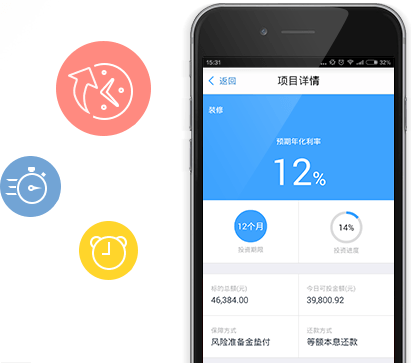 15:31
32%
返回
项目详情
装修
预期年化利率
12%
12个月
14%
投资期限
投资进度
标的总额(元)
今日可投金额(元)
46,384.00
39,800.92
保障方式
还款方式
风险准备金垫付
等额本息还款